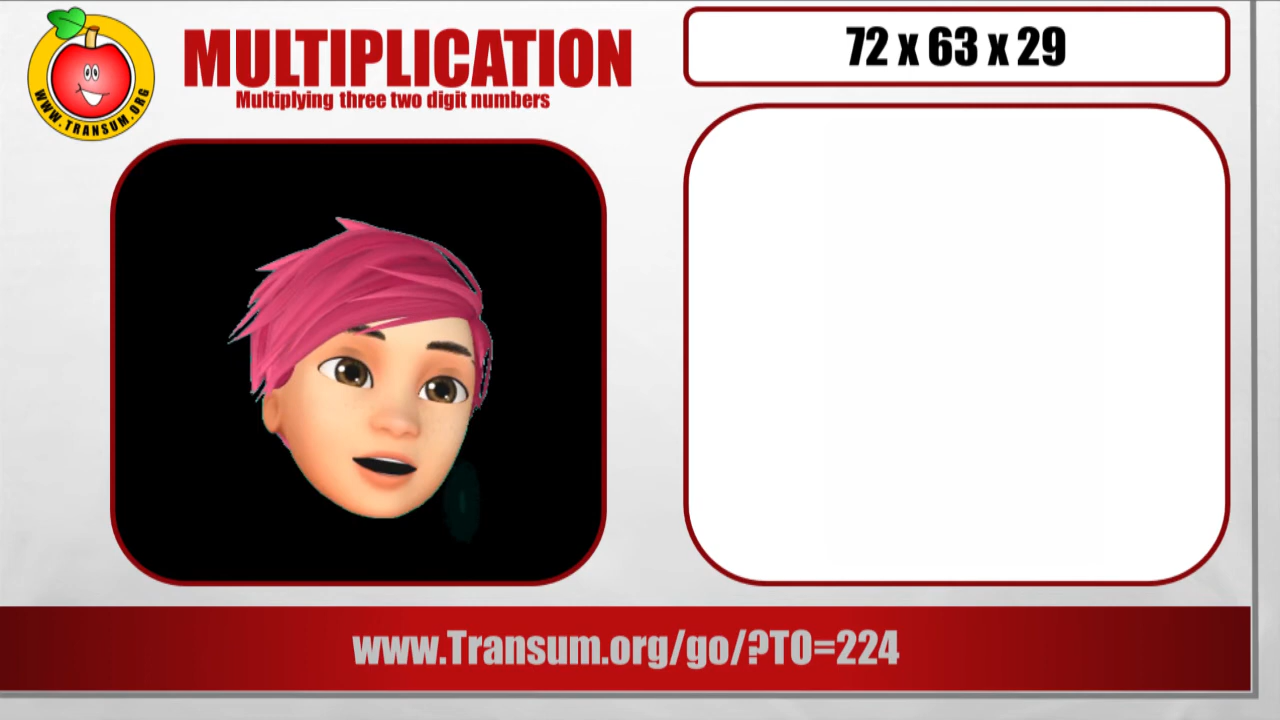 WWW.TRANSUM.ORG
MULTIPLICATION
Multiplying three two digit numbers
72 x 63 x 29
www.Transum.org/go/?TO=224